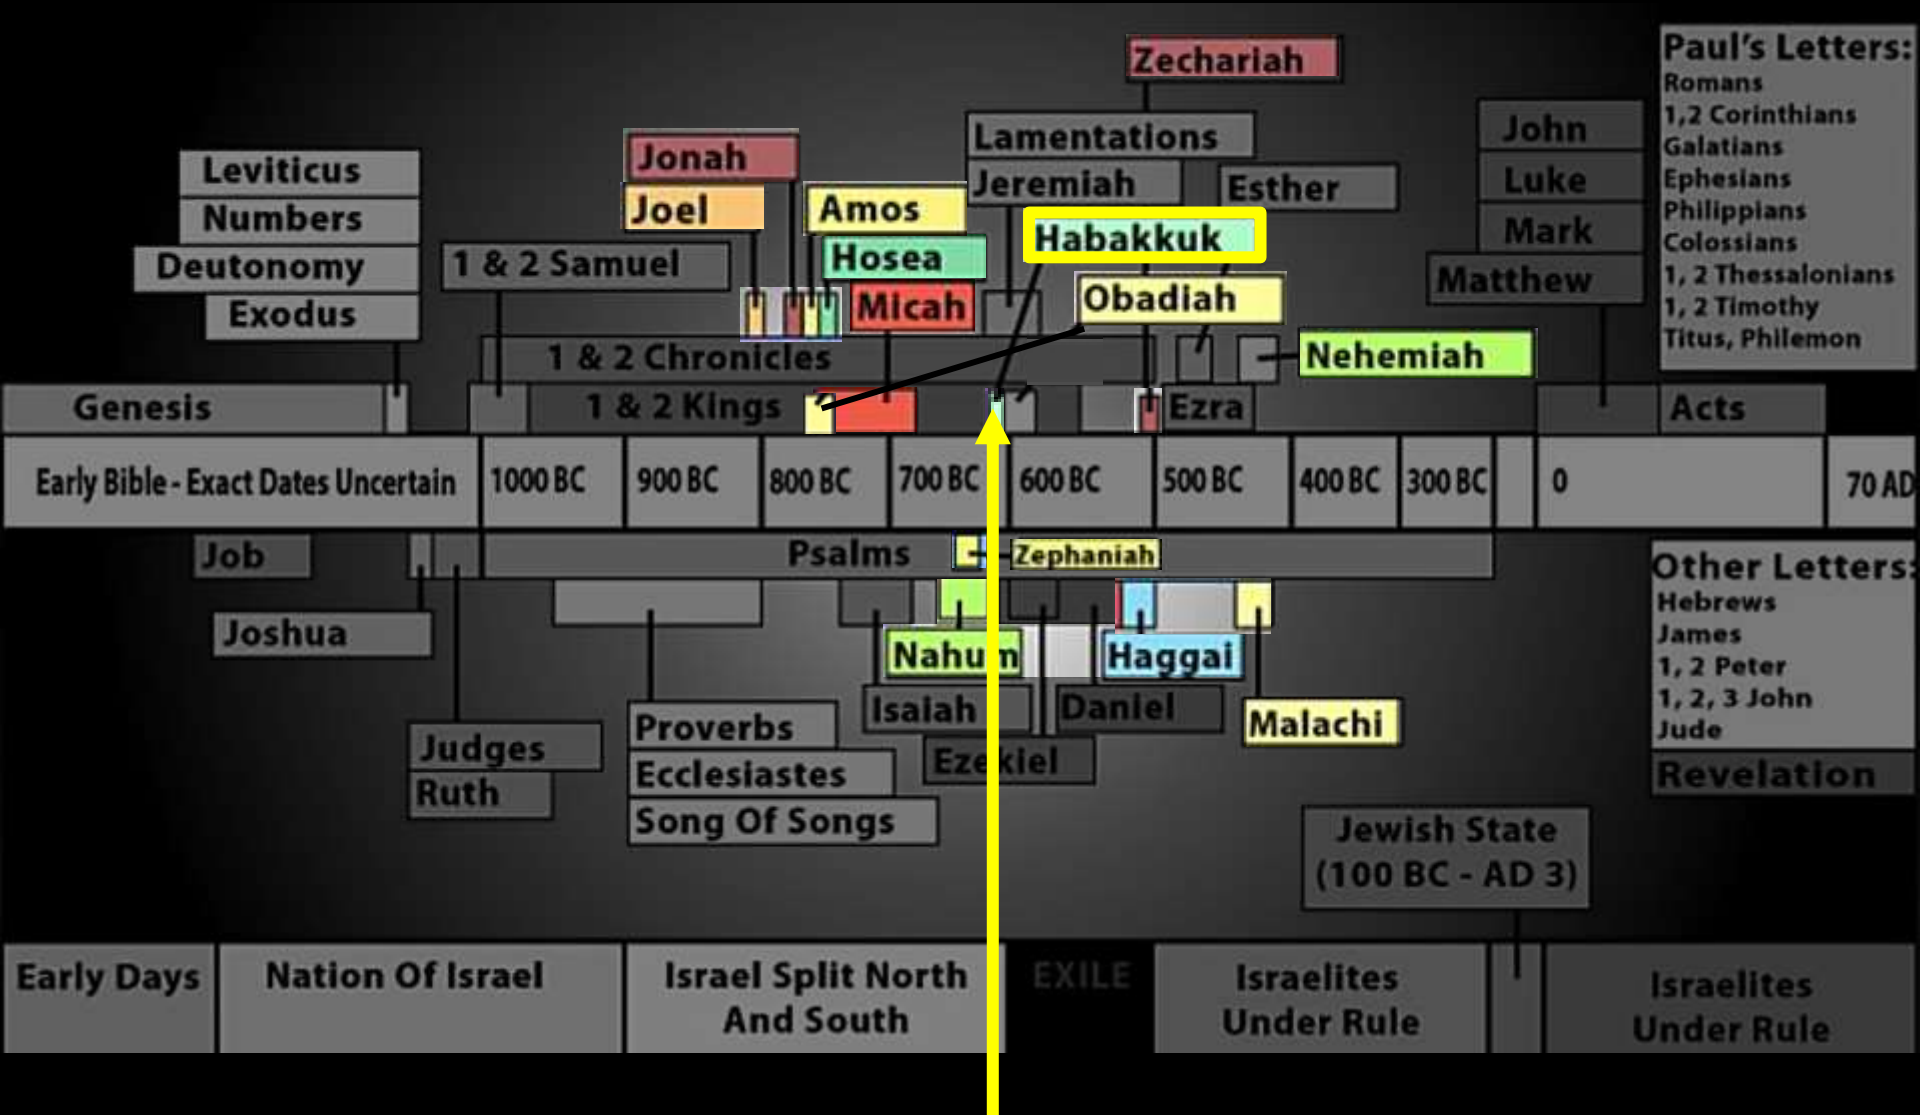 Zechariah
Paul's Letters:
Romans
1,2 Corinthians
Galatians
Ephesians
Philippians
Colossians
1, 2 Thessalonians
1, 2 Timothy
Titus, Philemon
John
Luke
Mark
Matthew
Lamentations
Jeremiah
Esther
Jonah
Joel
Amos
Habakkuk
Hosea
Obadiah
Micah
Nehemiah
Leviticus
Numbers
Deutonomy
Exodus
1 & 2 Samuel
1 & 2 Chronicles
Genesis
1 & 2 Kings
Ezra
Acts
Early Bible - Exact Dates Uncertain
1000 BC
900 BC
800 BC
700 BC
600 BC
500 BC
400 BC
300 BC
0
70 AD
Job
Psalms
Zephaniah
Joshua
Nahum
Haggai
Isaiah
Daniel
Malachi
Judges
Ruth
Proverbs
Ecclesiastes
Song Of Songs
Ezekiel
Other Letters:
Hebrews
James
1, 2 Peter
1, 2, 3 John
Jude
Revelation
Jewish State
(100 BC - AD 3)
Early Days
Nation Of Israel
Israel Split North
And South
EXILE
Israelites
Under Rule
Israelites
Under Rule